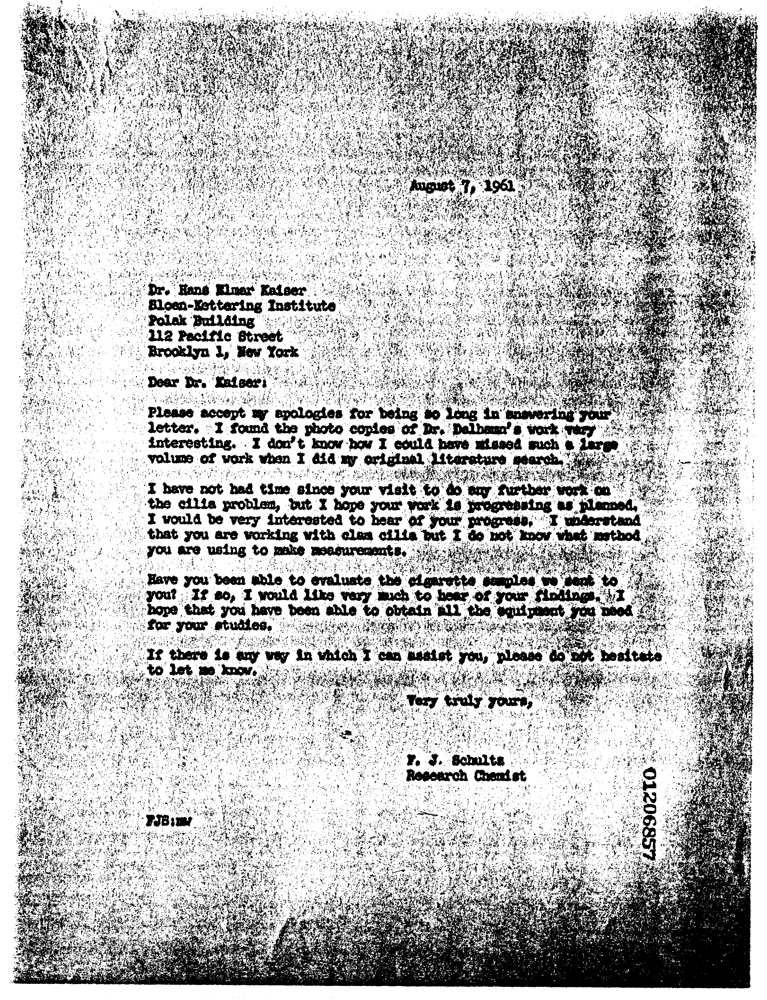 August 7, 1961
Dr. Hans Elmar Kaiser
Sloan-Kettering Institute
Polak Building
112 Pacific Street
Brooklyn 1, New York
Dear Dr. Kaiser:
Please accept my apologies for being so long in answering your
letter. I found the photo copies of Dr. Dalhamn's work very
interesting. I don't know how I could have missed such a large
volume of work when I did my original literature search.
I have not had time since your visit to do any further work on
the cilia problem, but I hope your work is progressing as planned.
I would be very interested to hear of your progress. I understand
that you are working with clam cilia but I do not know what method
you are using to make measurements.
Have you been able to evaluate the cigarette samples we sent to
you? If so, I would like very much to hear of your findings. I
hope that you have been able to obtain all the equipment you need
for your studies.
If there is any way in which I can assist you, please do not hesitate
to let me know.
Very truly yours,
F. J. Schultz
Research Chemist
FJS:mw
01206857